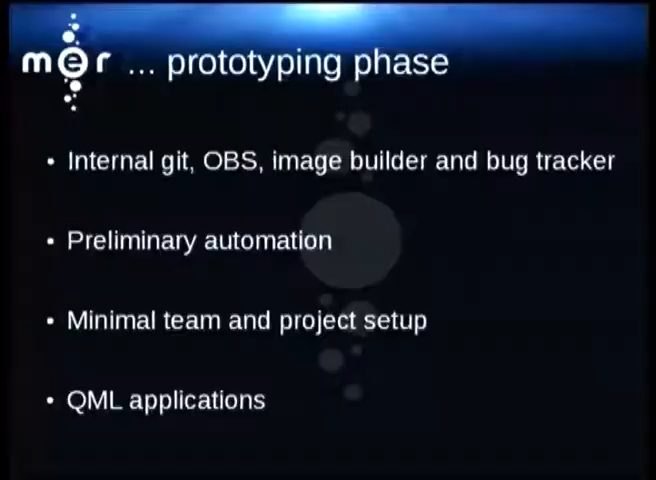 mer ... prototyping phase
• Internal git, OBS, image builder and bug tracker
• Preliminary automation
• Minimal team and project setup
• QML applications